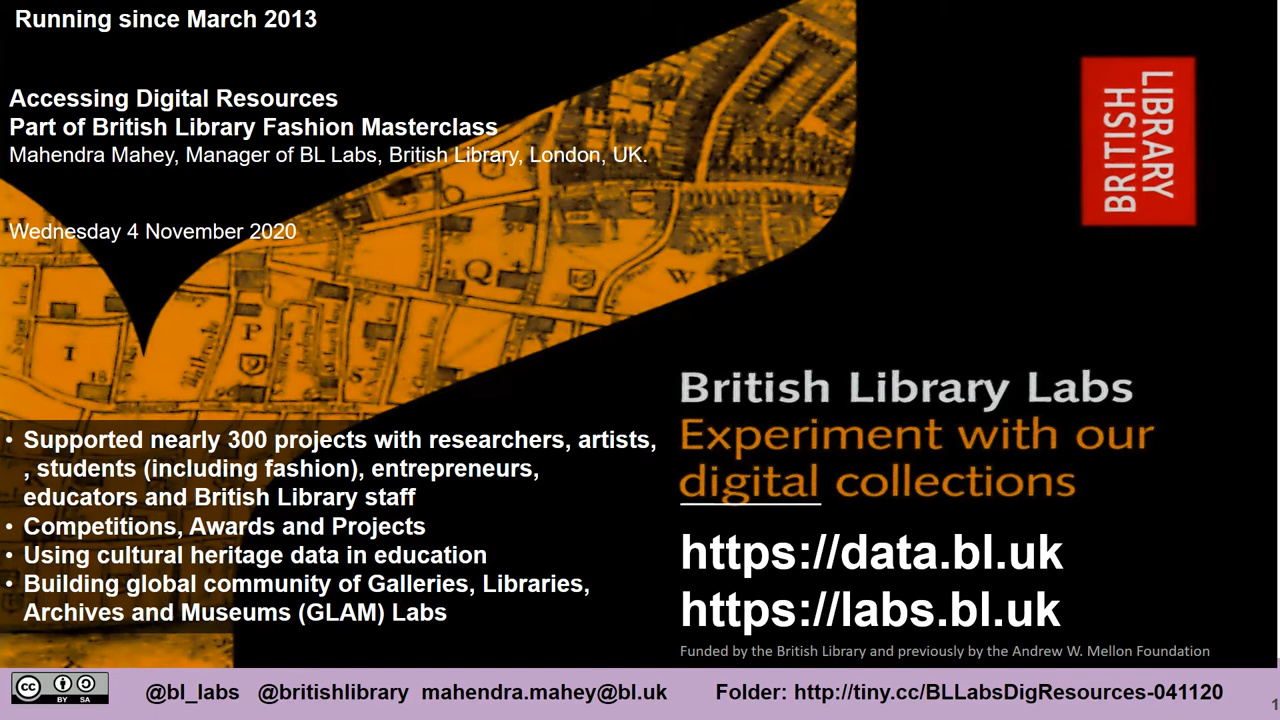 Running since March 2013
Accessing Digital Resources
Part of British Library Fashion Masterclass
Mahendra Mahey, Manager of BL Labs, British Library, London, UK.
Wednesday 4 November 2020
BRITISH
LIBRARY
O
Q
W
P
I
18
S
Walbrooke
• Supported nearly 300 projects with researchers, artists,
, students (including fashion), entrepreneurs,
educators and British Library staff
• Competitions, Awards and Projects
• Using cultural heritage data in education
• Building global community of Galleries, Libraries,
Archives and Museums (GLAM) Labs
British Library Labs
Experiment with our
digital collections
https://data.bl.uk
https://labs.bl.uk
Funded by the British Library and previously by the Andrew W. Mellon Foundation
cc BY SA
@bl_labs @britishlibrary mahendra.mahey@bl.uk Folder: http://tiny.cc/BLLabsDigResources-041120
1